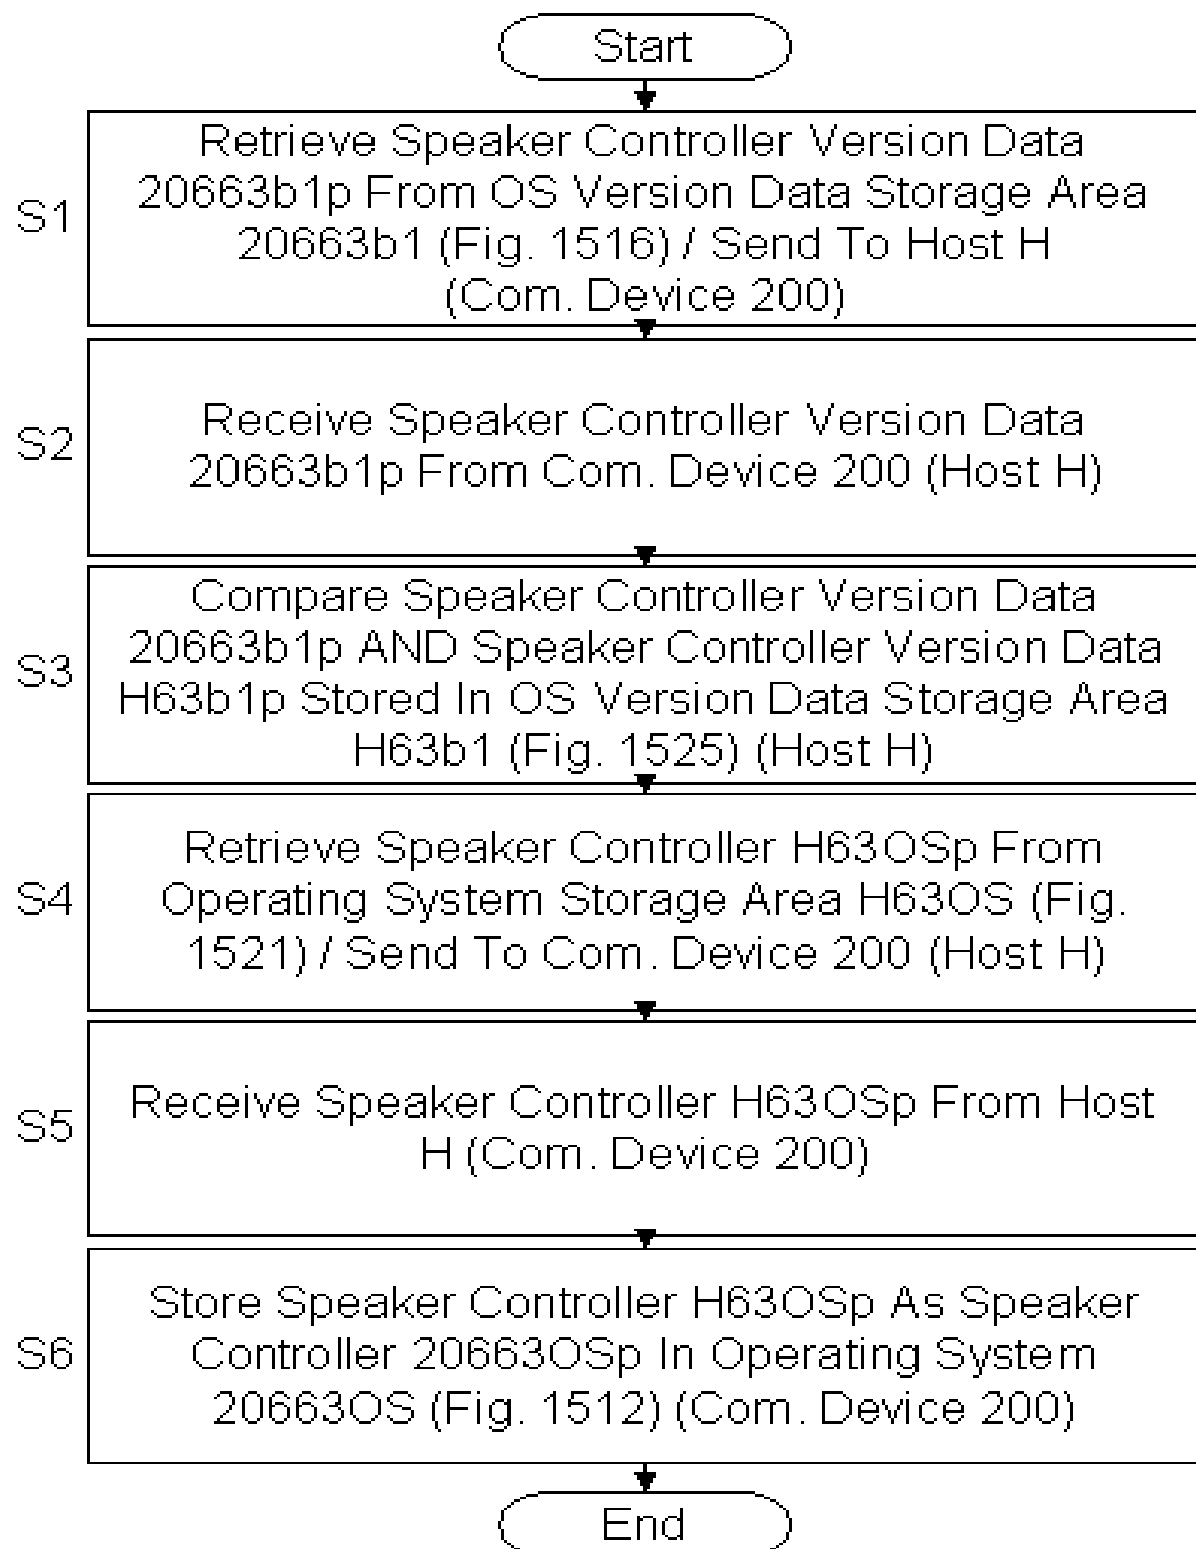 Start
S1
Retrieve Speaker Controller Version Data
20663b1p From OS Version Data Storage Area
20663b1 (Fig. 1516) / Send To Host H
(Com. Device 200)
S2
Receive Speaker Controller Version Data
20663b1p From Com. Device 200 (Host H)
S3
Compare Speaker Controller Version Data
20663b1p AND Speaker Controller Version Data
H63b1p Stored In OS Version Data Storage Area
H63b1 (Fig. 1525) (Host H)
S4
Retrieve Speaker Controller H63OSp From
Operating System Storage Area H63OS (Fig.
1521) / Send To Com. Device 200 (Host H)
S5
Receive Speaker Controller H63OSp From Host
H (Com. Device 200)
S6
Store Speaker Controller H63OSp As Speaker
Controller 20663OSp In Operating System
20663OS (Fig. 1512) (Com. Device 200)
End